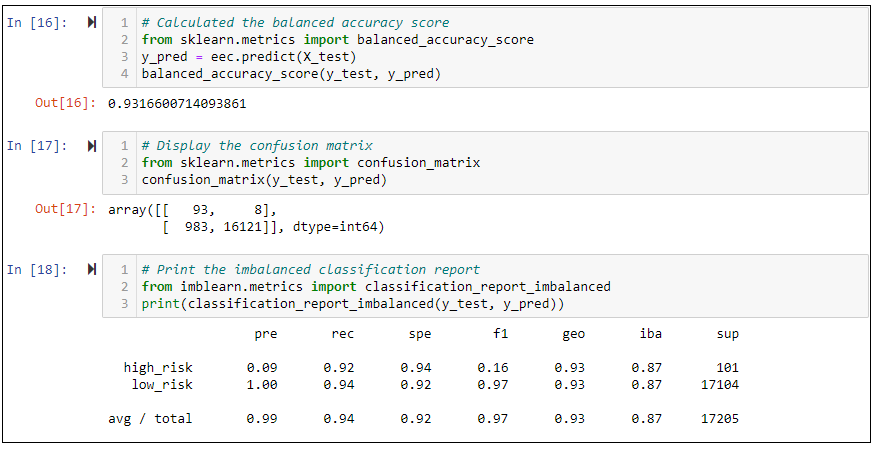 In [16]:
1 # Calculated the balanced accuracy score
2 from sklearn.metrics import balanced_accuracy_score
3 y_pred = eec.predict(X_test)
4 balanced_accuracy_score(y_test, y_pred)
Out[16]: 0.9316600714093861
In [17]:
1 # Display the confusion matrix
2 from sklearn.metrics import confusion_matrix
3 confusion_matrix(y_test, y_pred)
Out[17]: array([[   93,     8],
       [  983, 16121]], dtype=int64)
In [18]:
1 # Print the imbalanced classification report
2 from imblearn.metrics import classification_report_imbalanced
3 print(classification_report_imbalanced(y_test, y_pred))
pre rec spe f1 geo iba sup
high_risk 0.09 0.92 0.94 0.16 0.93 0.87 101
low_risk 1.00 0.94 0.92 0.97 0.93 0.87 17104
avg / total 0.99 0.94 0.92 0.97 0.93 0.87 17205